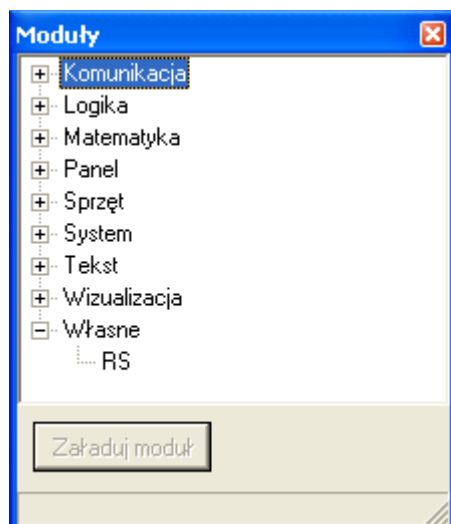 Moduły
Komunikacja
Logika
Matematyka
Panel
Sprzęt
System
Tekst
Wizualizacja
Własne
RS
Załaduj moduł